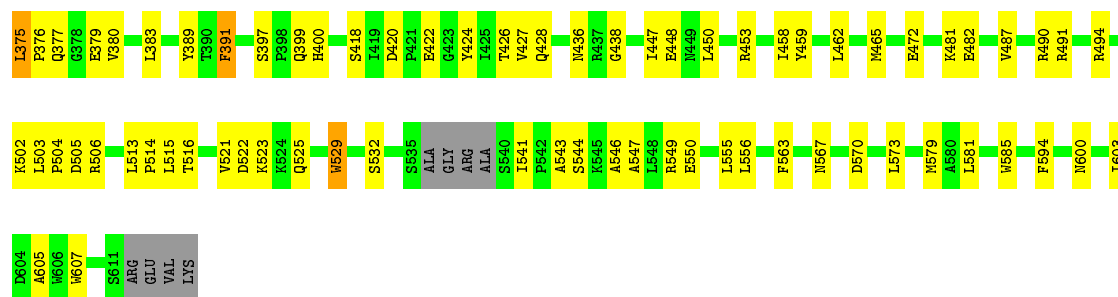 L375 P376 Q377 G378 E379 V380 L383 Y389 T390 F391 S397 P398 Q399 H400 S418 I419 D420 P421 E422 G423 Y424 I425 T426 V427 Q428 N436 R437 G438 I447 E448 N449 L450 R453 I458 Y459 L462 M465 E472 K481 E482 V487 R490 R491 R494
K502 L503 P504 D505 R506 L513 P514 L515 T516 V521 D522 K523 K524 Q525 W529 S532 S535 ALA GLY ARG ALA S540 I541 P542 A543 S544 K545 A546 A547 L548 R549 E550 L555 L556 F563 N567 D570 L573 M579 A580 L581 W585 F594 N600 I603
D604 A605 W606 W607 S611 ARG GLU VAL LYS